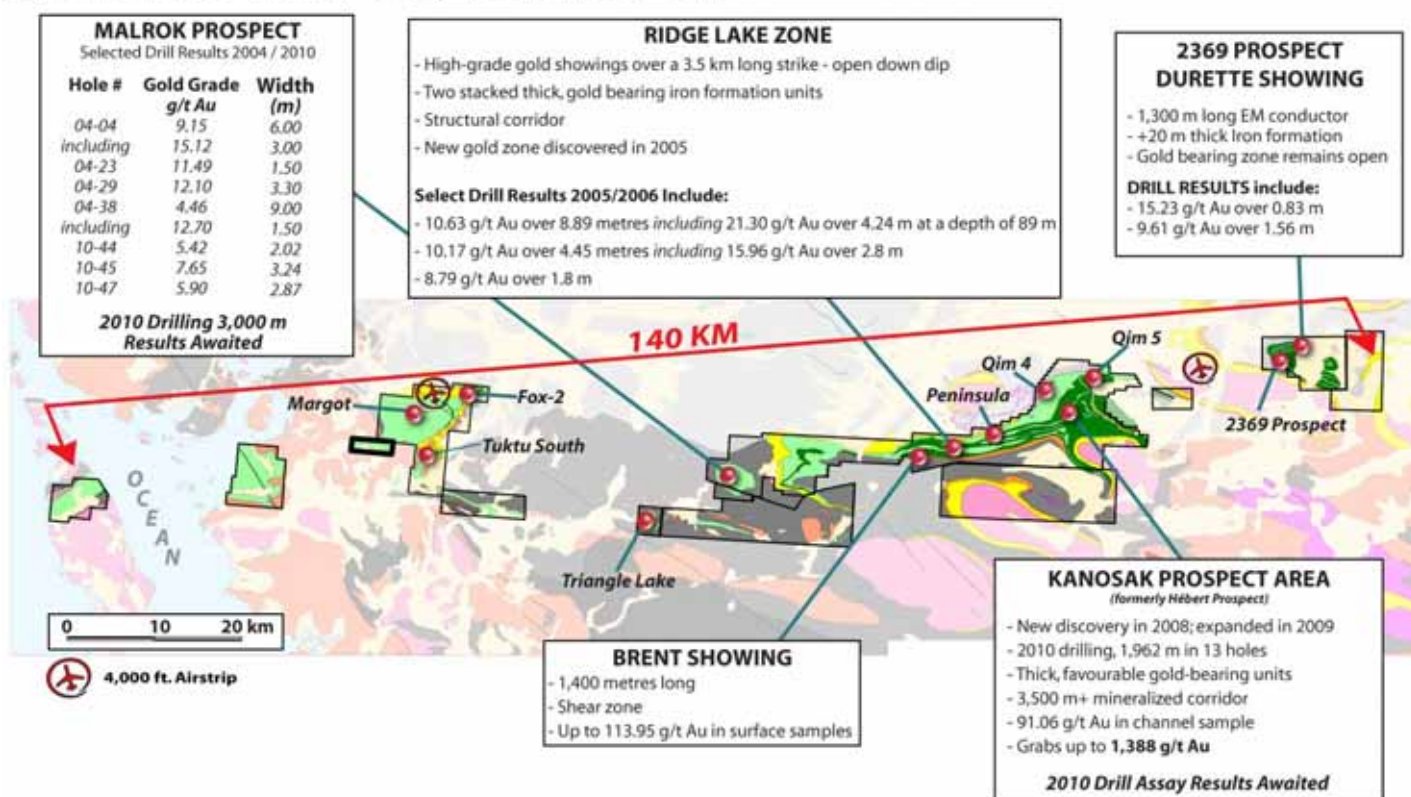 MALROK PROSPECT
Selected Drill Results 2004 / 2010
Hole # Gold Grade Width
g/t Au (m)
04-04 9.15 6.00
including 15.12 3.00
04-23 11.49 1.50
04-29 12.10 3.30
04-38 4.46 9.00
including 12.70 1.50
10-44 5.42 2.02
10-45 7.65 3.24
10-47 5.90 2.87
2010 Drilling 3,000 m
Results Awaited
RIDGE LAKE ZONE
- High-grade gold showings over a 3.5 km long strike - open down dip
- Two stacked thick, gold bearing iron formation units
- Structural corridor
- New gold zone discovered in 2005
Select Drill Results 2005/2006 Include:
- 10.63 g/t Au over 8.89 metres including 21.30 g/t Au over 4.24 m at a depth of 89 m
- 10.17 g/t Au over 4.45 metres including 15.96 g/t Au over 2.8 m
- 8.79 g/t Au over 1.8 m
2369 PROSPECT
DURETTE SHOWING
- 1,300 m long EM conductor
- +20 m thick Iron formation
- Gold bearing zone remains open
DRILL RESULTS include:
- 15.23 g/t Au over 0.83 m
- 9.61 g/t Au over 1.56 m
140 KM
Qim 5
Qim 4
Peninsula
Margot
Fox-2
Tuktu South
2369 Prospect
OCEAN
Triangle Lake
0 10 20 km
4,000 ft. Airstrip
BRENT SHOWING
- 1,400 metres long
- Shear zone
- Up to 113.95 g/t Au in surface samples
KANOSAK PROSPECT AREA
(formerly Hébert Prospect)
- New discovery in 2008; expanded in 2009
- 2010 drilling, 1,962 m in 13 holes
- Thick, favourable gold-bearing units
- 3,500 m+ mineralized corridor
- 91.06 g/t Au in channel sample
- Grabs up to 1,388 g/t Au
2010 Drill Assay Results Awaited